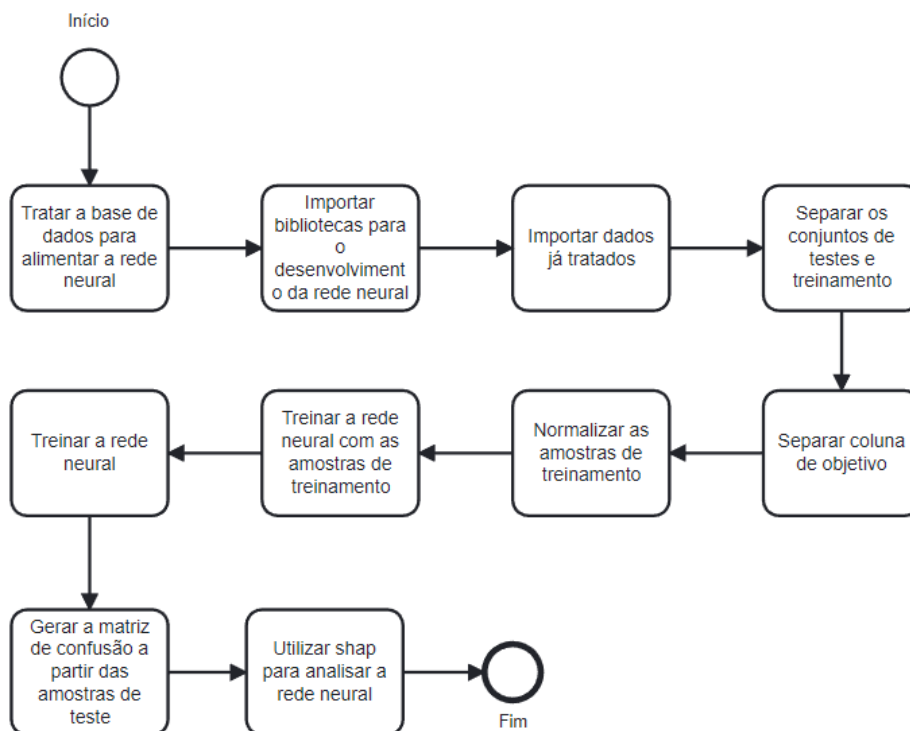 Início
Tratar a base de
dados para
alimentar a rede
neural
Importar
bibliotecas para
o
desenvolviment
o da rede neural
Importar dados
já tratados
Separar os
conjuntos de
testes e
treinamento
Separar coluna
de objetivo
Normalizar as
amostras de
treinamento
Treinar a rede
neural com as
amostras de
treinamento
Treinar a rede
neural
Gerar a matriz
de confusão a
partir das
amostras de
teste
Utilizar shap
para analisar a
rede neural
Fim